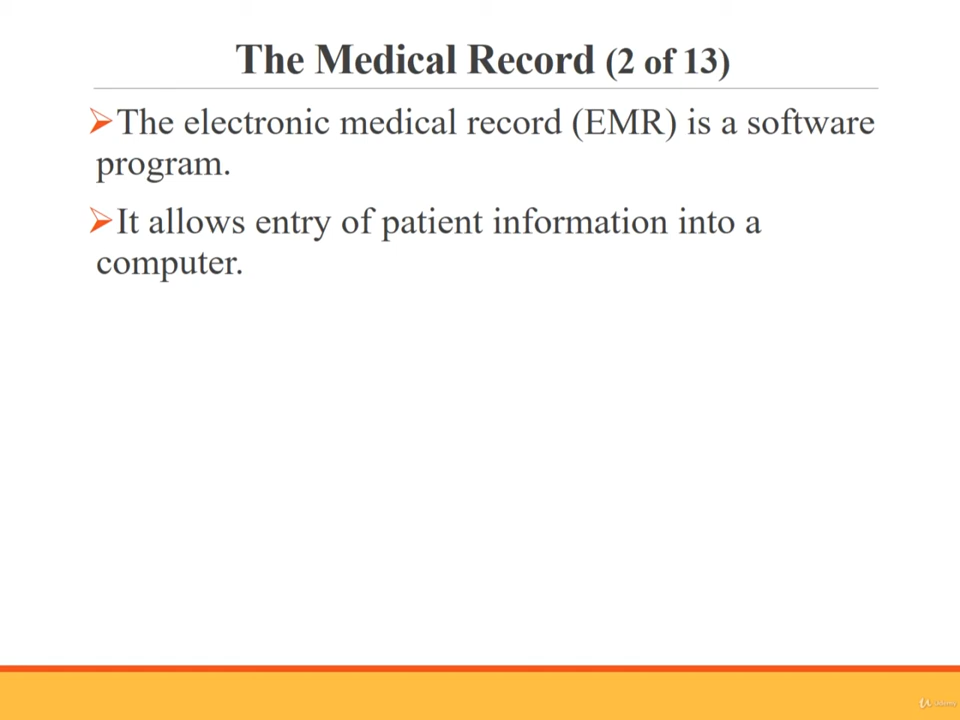 The Medical Record (2 of 13)
The electronic medical record (EMR) is a software
program.
It allows entry of patient information into a
computer.
Udemy